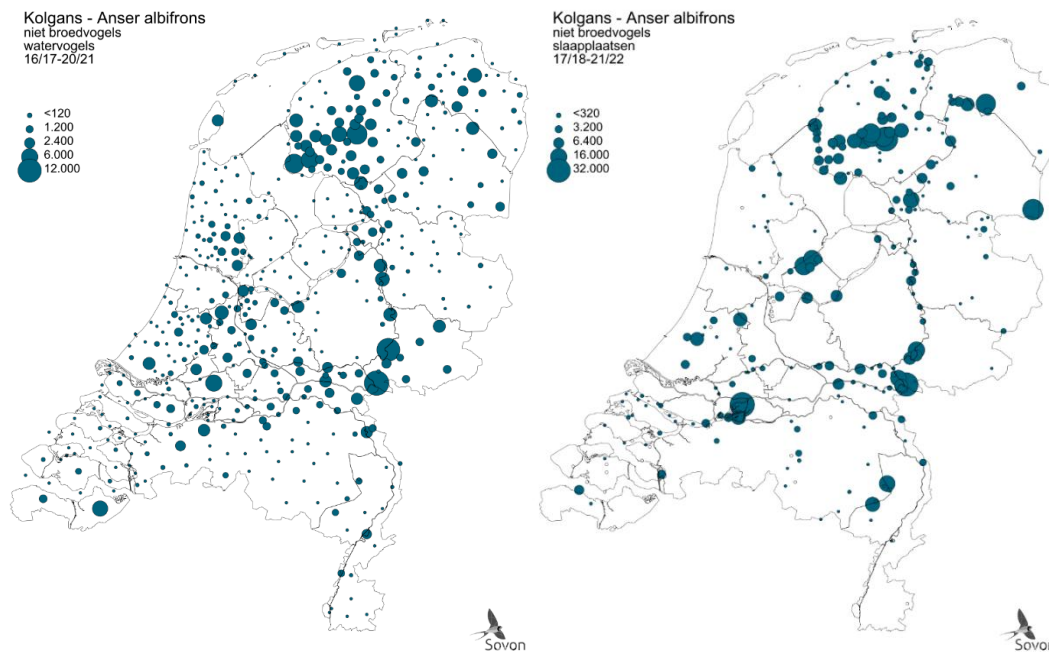 Kolgans - Anser albifrons
niet broedvogels
watervogels
16/17-20/21
<120
1.200
2.400
6.000
12.000
Sovon
Kolgans - Anser albifrons
niet broedvogels
slaapplaatsen
17/18-21/22
<320
3.200
6.400
16.000
32.000
Sovon